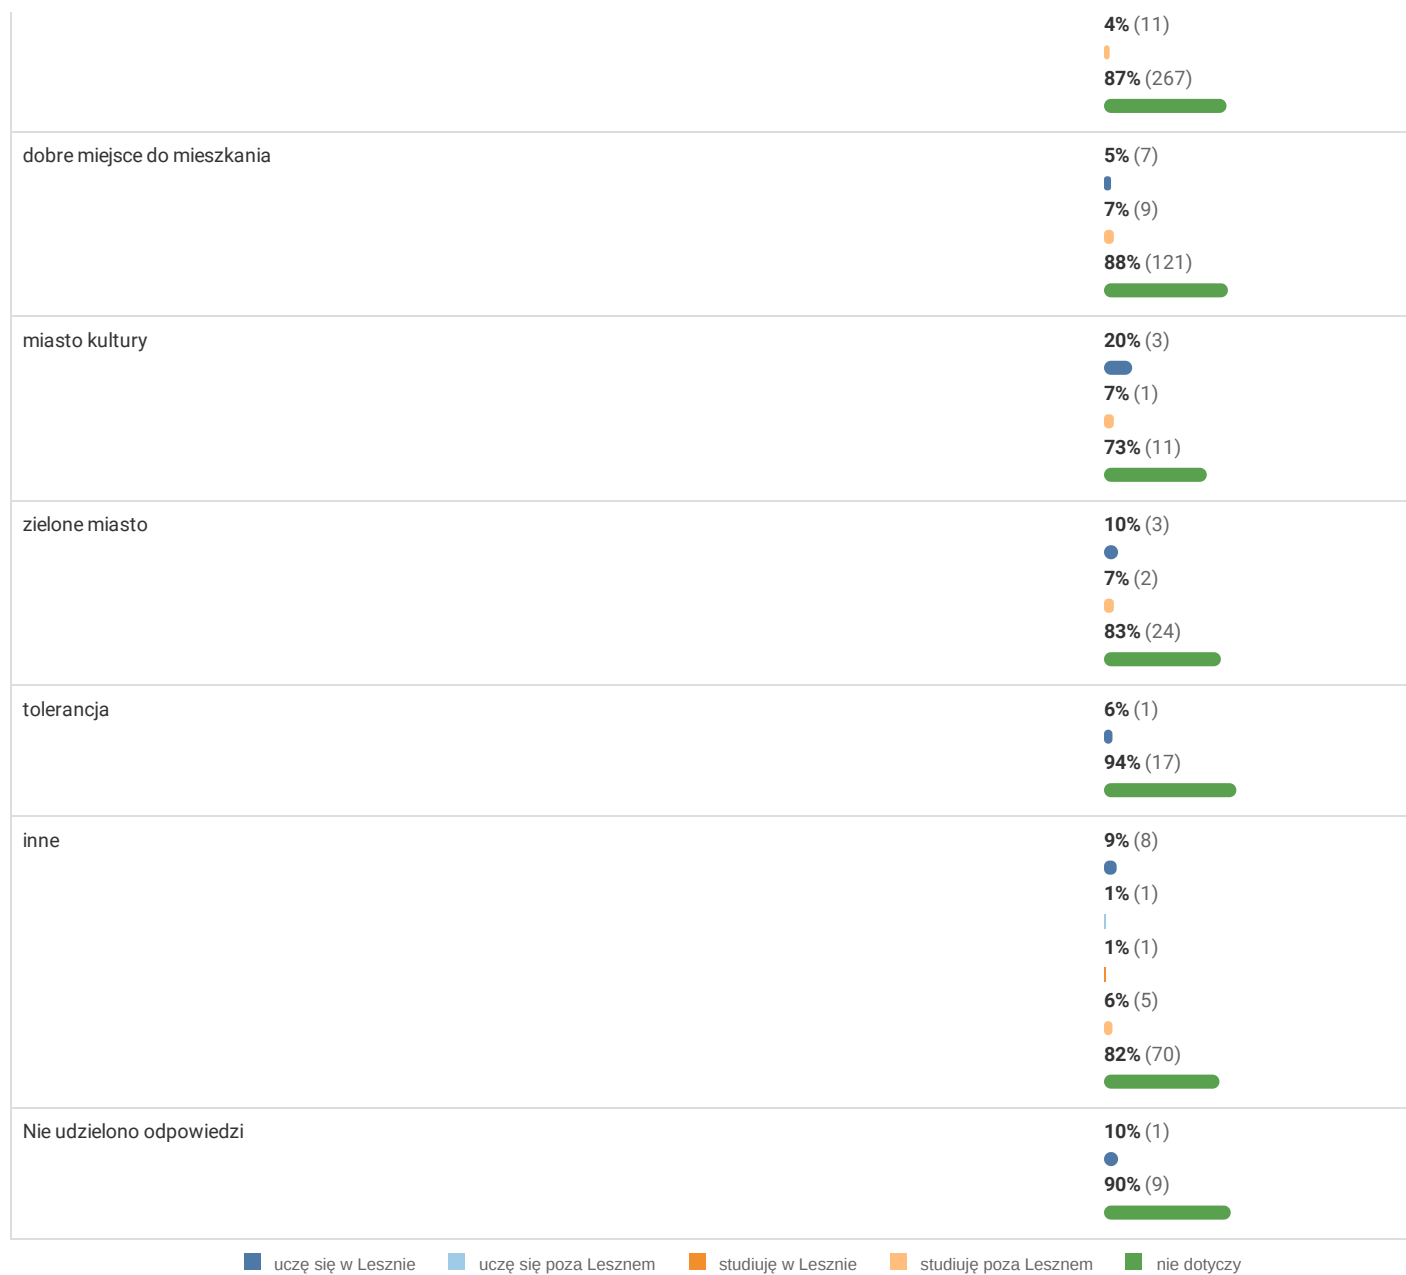 4% (11)
87% (267)
dobre miejsce do mieszkania
5% (7)
7% (9)
88% (121)
miasto kultury
20% (3)
7% (1)
73% (11)
zielone miasto
10% (3)
7% (2)
83% (24)
tolerancja
6% (1)
94% (17)
inne
9% (8)
1% (1)
1% (1)
6% (5)
82% (70)
Nie udzielono odpowiedzi
10% (1)
90% (9)
uczę się w Lesznie
uczę się poza Lesznem
studiuję w Lesznie
studiuję poza Lesznem
nie dotyczy